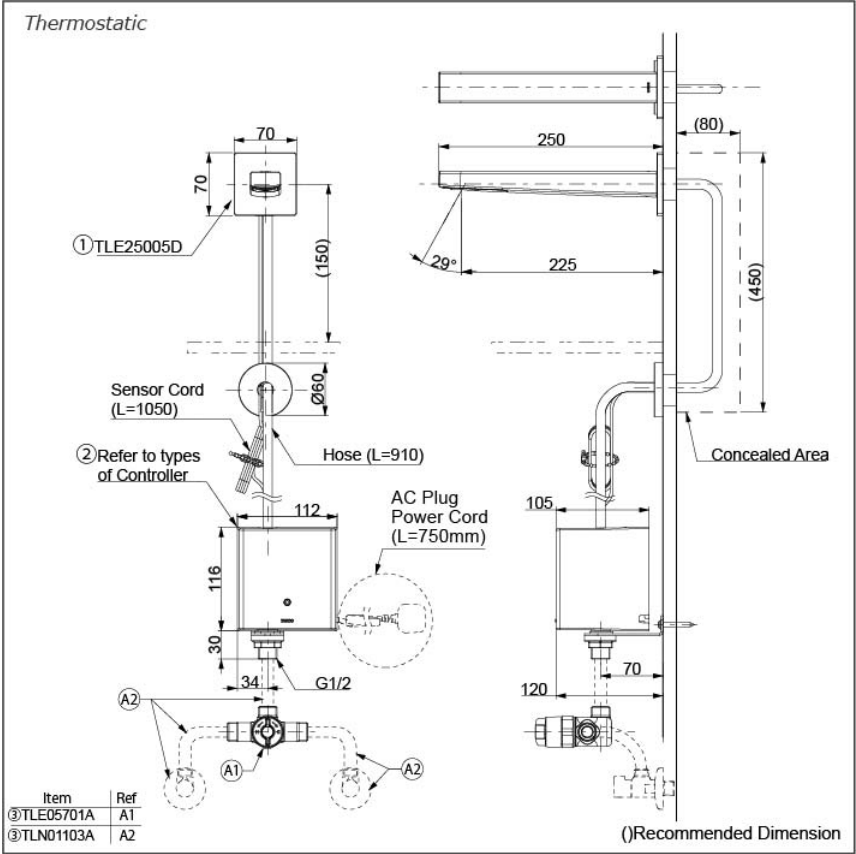 Thermostatic
70
70
①TLE25005D
(150)
250
(80)
29°
225
(450)
Sensor Cord
(L=1050)
Ø60
②Refer to types
of Controller
Hose (L=910)
Concealed Area
112
AC Plug
Power Cord
(L=750mm)
105
116
30
34
G1/2
70
120
A2
A1
A2
Item Ref
③TLE05701A A1
③TLN01103A A2
()Recommended Dimension